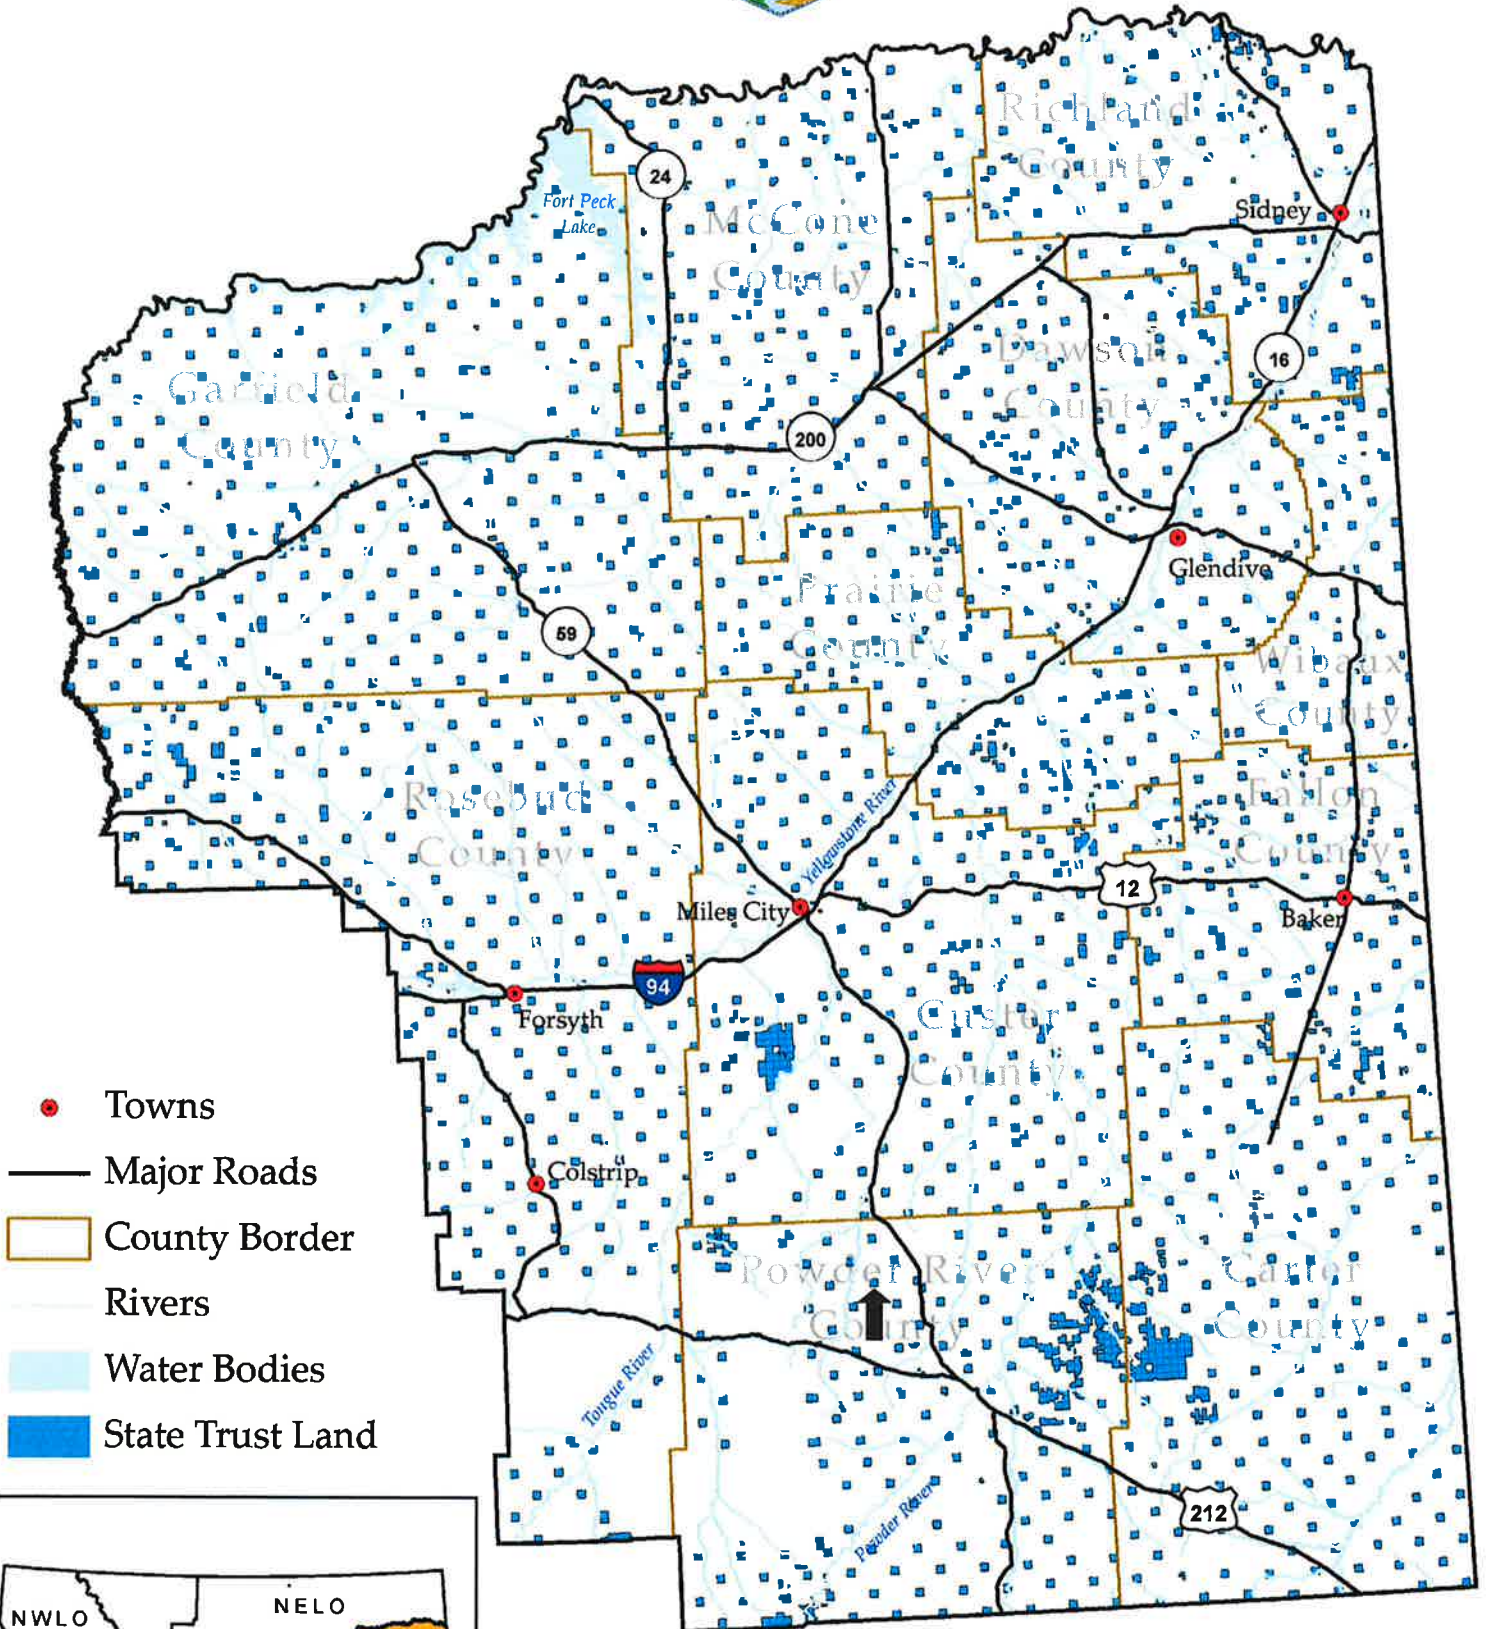 Richland
County
24
Fort Peck
Lake
McCone
County
Sidney
Dawson
County
16
Garfield
County
200
Glendive
Prairie
County
59
Wibaux
County
Rosebud
County
Yellowstone River
Fallon
County
12
Miles City
Baker
94
Forsyth
Custer
County
Towns
Major Roads
Colstrip
County Border
Powder River
County
Carter
County
Rivers
Water Bodies
Tongue River
State Trust Land
Powder River
212
NWLO
NELO